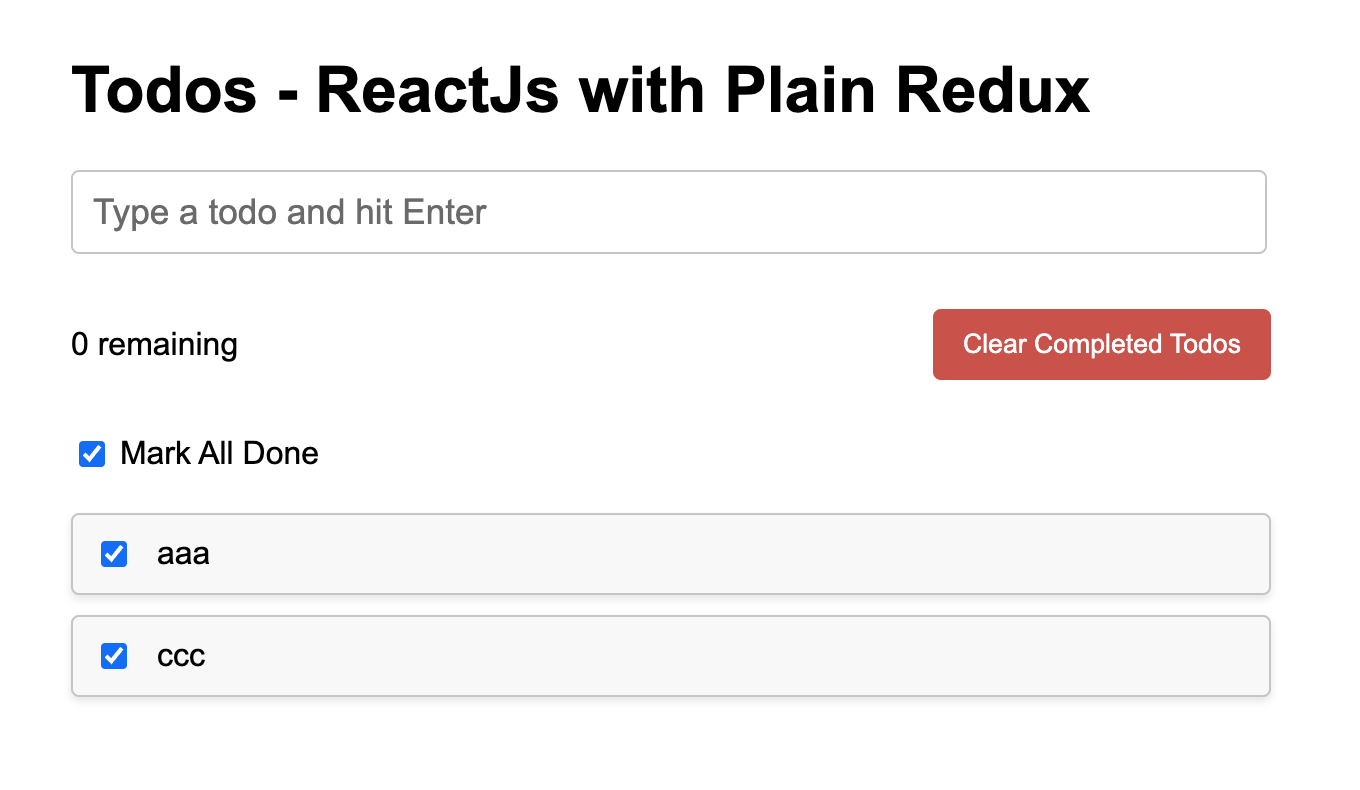 Todos - ReactJs with Plain Redux
Type a todo and hit Enter
0 remaining
Clear Completed Todos
Mark All Done
aaa
ccc